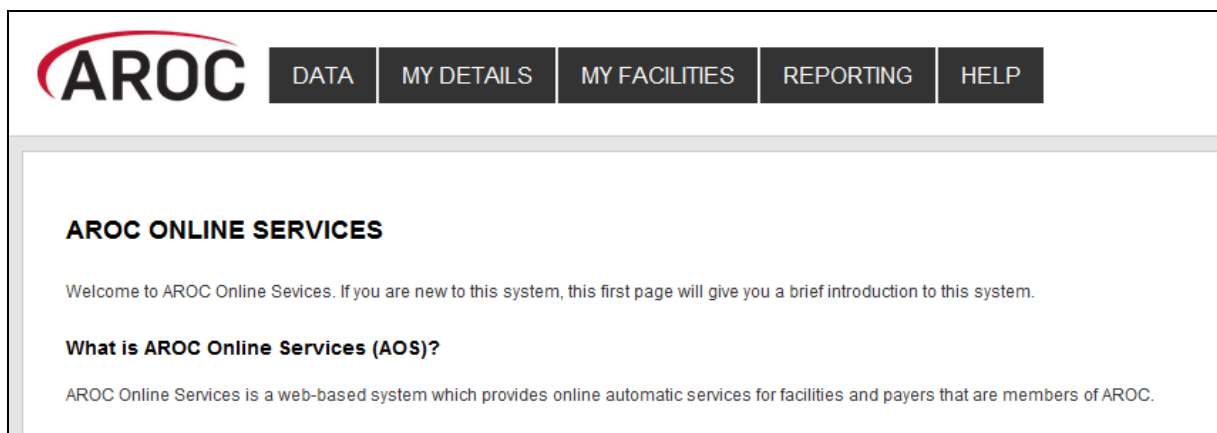 AROC DATA MY DETAILS MY FACILITIES REPORTING HELP
AROC ONLINE SERVICES
Welcome to AROC Online Sevices. If you are new to this system, this first page will give you a brief introduction to this system.
What is AROC Online Services (AOS)?
AROC Online Services is a web-based system which provides online automatic services for facilities and payers that are members of AROC.